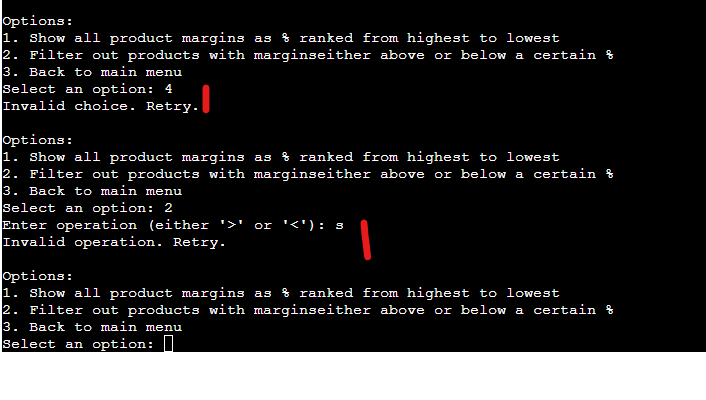 Options:
1. Show all product margins as % ranked from highest to lowest
2. Filter out products with marginseither above or below a certain %
3. Back to main menu
Select an option: 4
Invalid choice. Retry.
Options:
1. Show all product margins as % ranked from highest to lowest
2. Filter out products with marginseither above or below a certain %
3. Back to main menu
Select an option: 2
Enter operation (either '>' or '<'): s
Invalid operation. Retry.
Options:
1. Show all product margins as % ranked from highest to lowest
2. Filter out products with marginseither above or below a certain %
3. Back to main menu
Select an option: